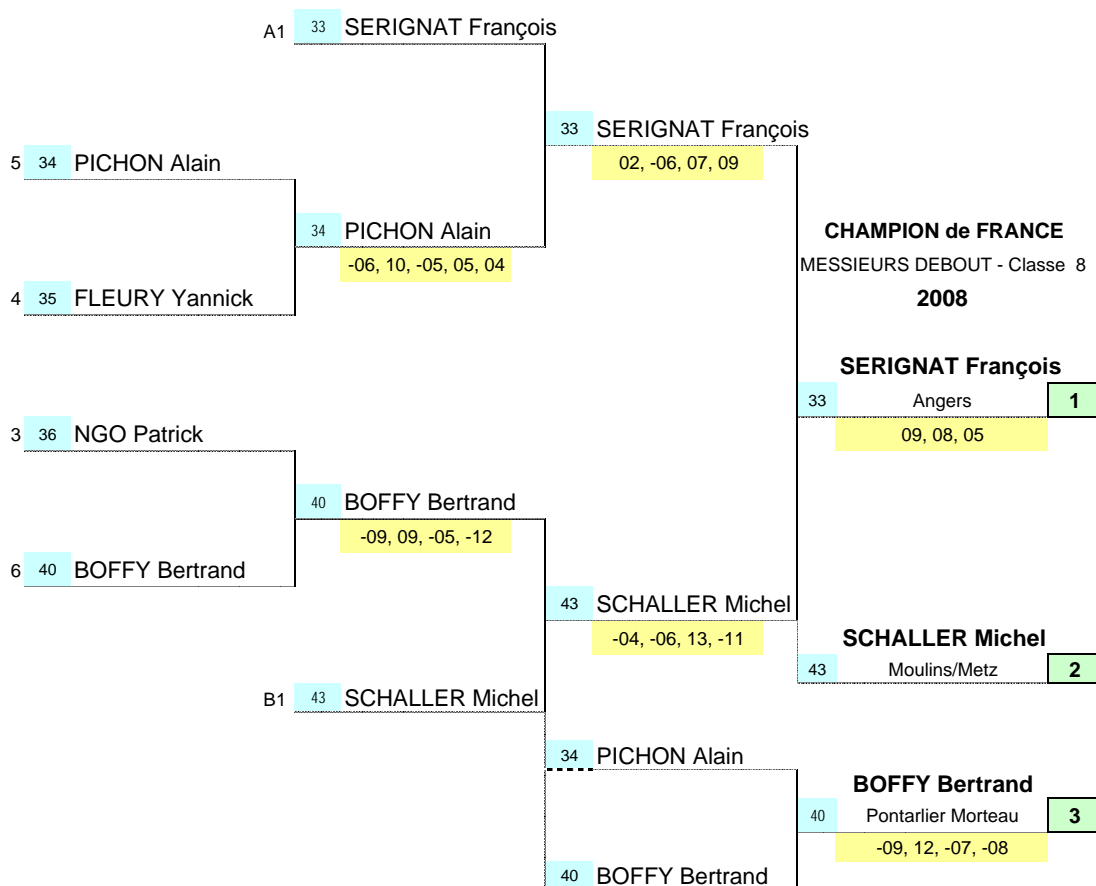 A1 33 SERIGNAT François
33 SERIGNAT François
02, -06, 07, 09
5 34 PICHON Alain
34 PICHON Alain
-06, 10, -05, 05, 04
4 35 FLEURY Yannick
CHAMPION de FRANCE
MESSIEURS DEBOUT - Classe 8
2008
SERIGNAT François
33 Angers 1
09, 08, 05
3 36 NGO Patrick
40 BOFFY Bertrand
-09, 09, -05, -12
6 40 BOFFY Bertrand
43 SCHALLER Michel
-04, -06, 13, -11
SCHALLER Michel
43 Moulins/Metz 2
B1 43 SCHALLER Michel
34 PICHON Alain
BOFFY Bertrand
40 Pontarlier Morteau 3
-09, 12, -07, -08
40 BOFFY Bertrand